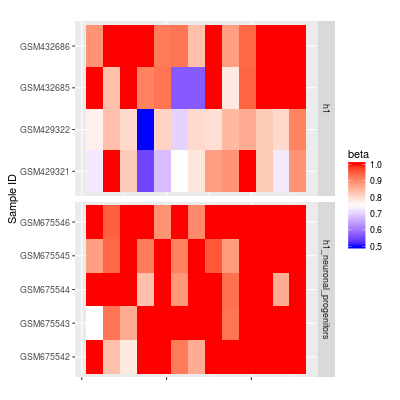 GSM432686
GSM432685
GSM429322
GSM429321
h1
GSM675546
GSM675545
GSM675544
GSM675543
GSM675542
h1_neuronal_progenitors
Sample ID
beta
1.0
0.9
0.8
0.7
0.6
0.5